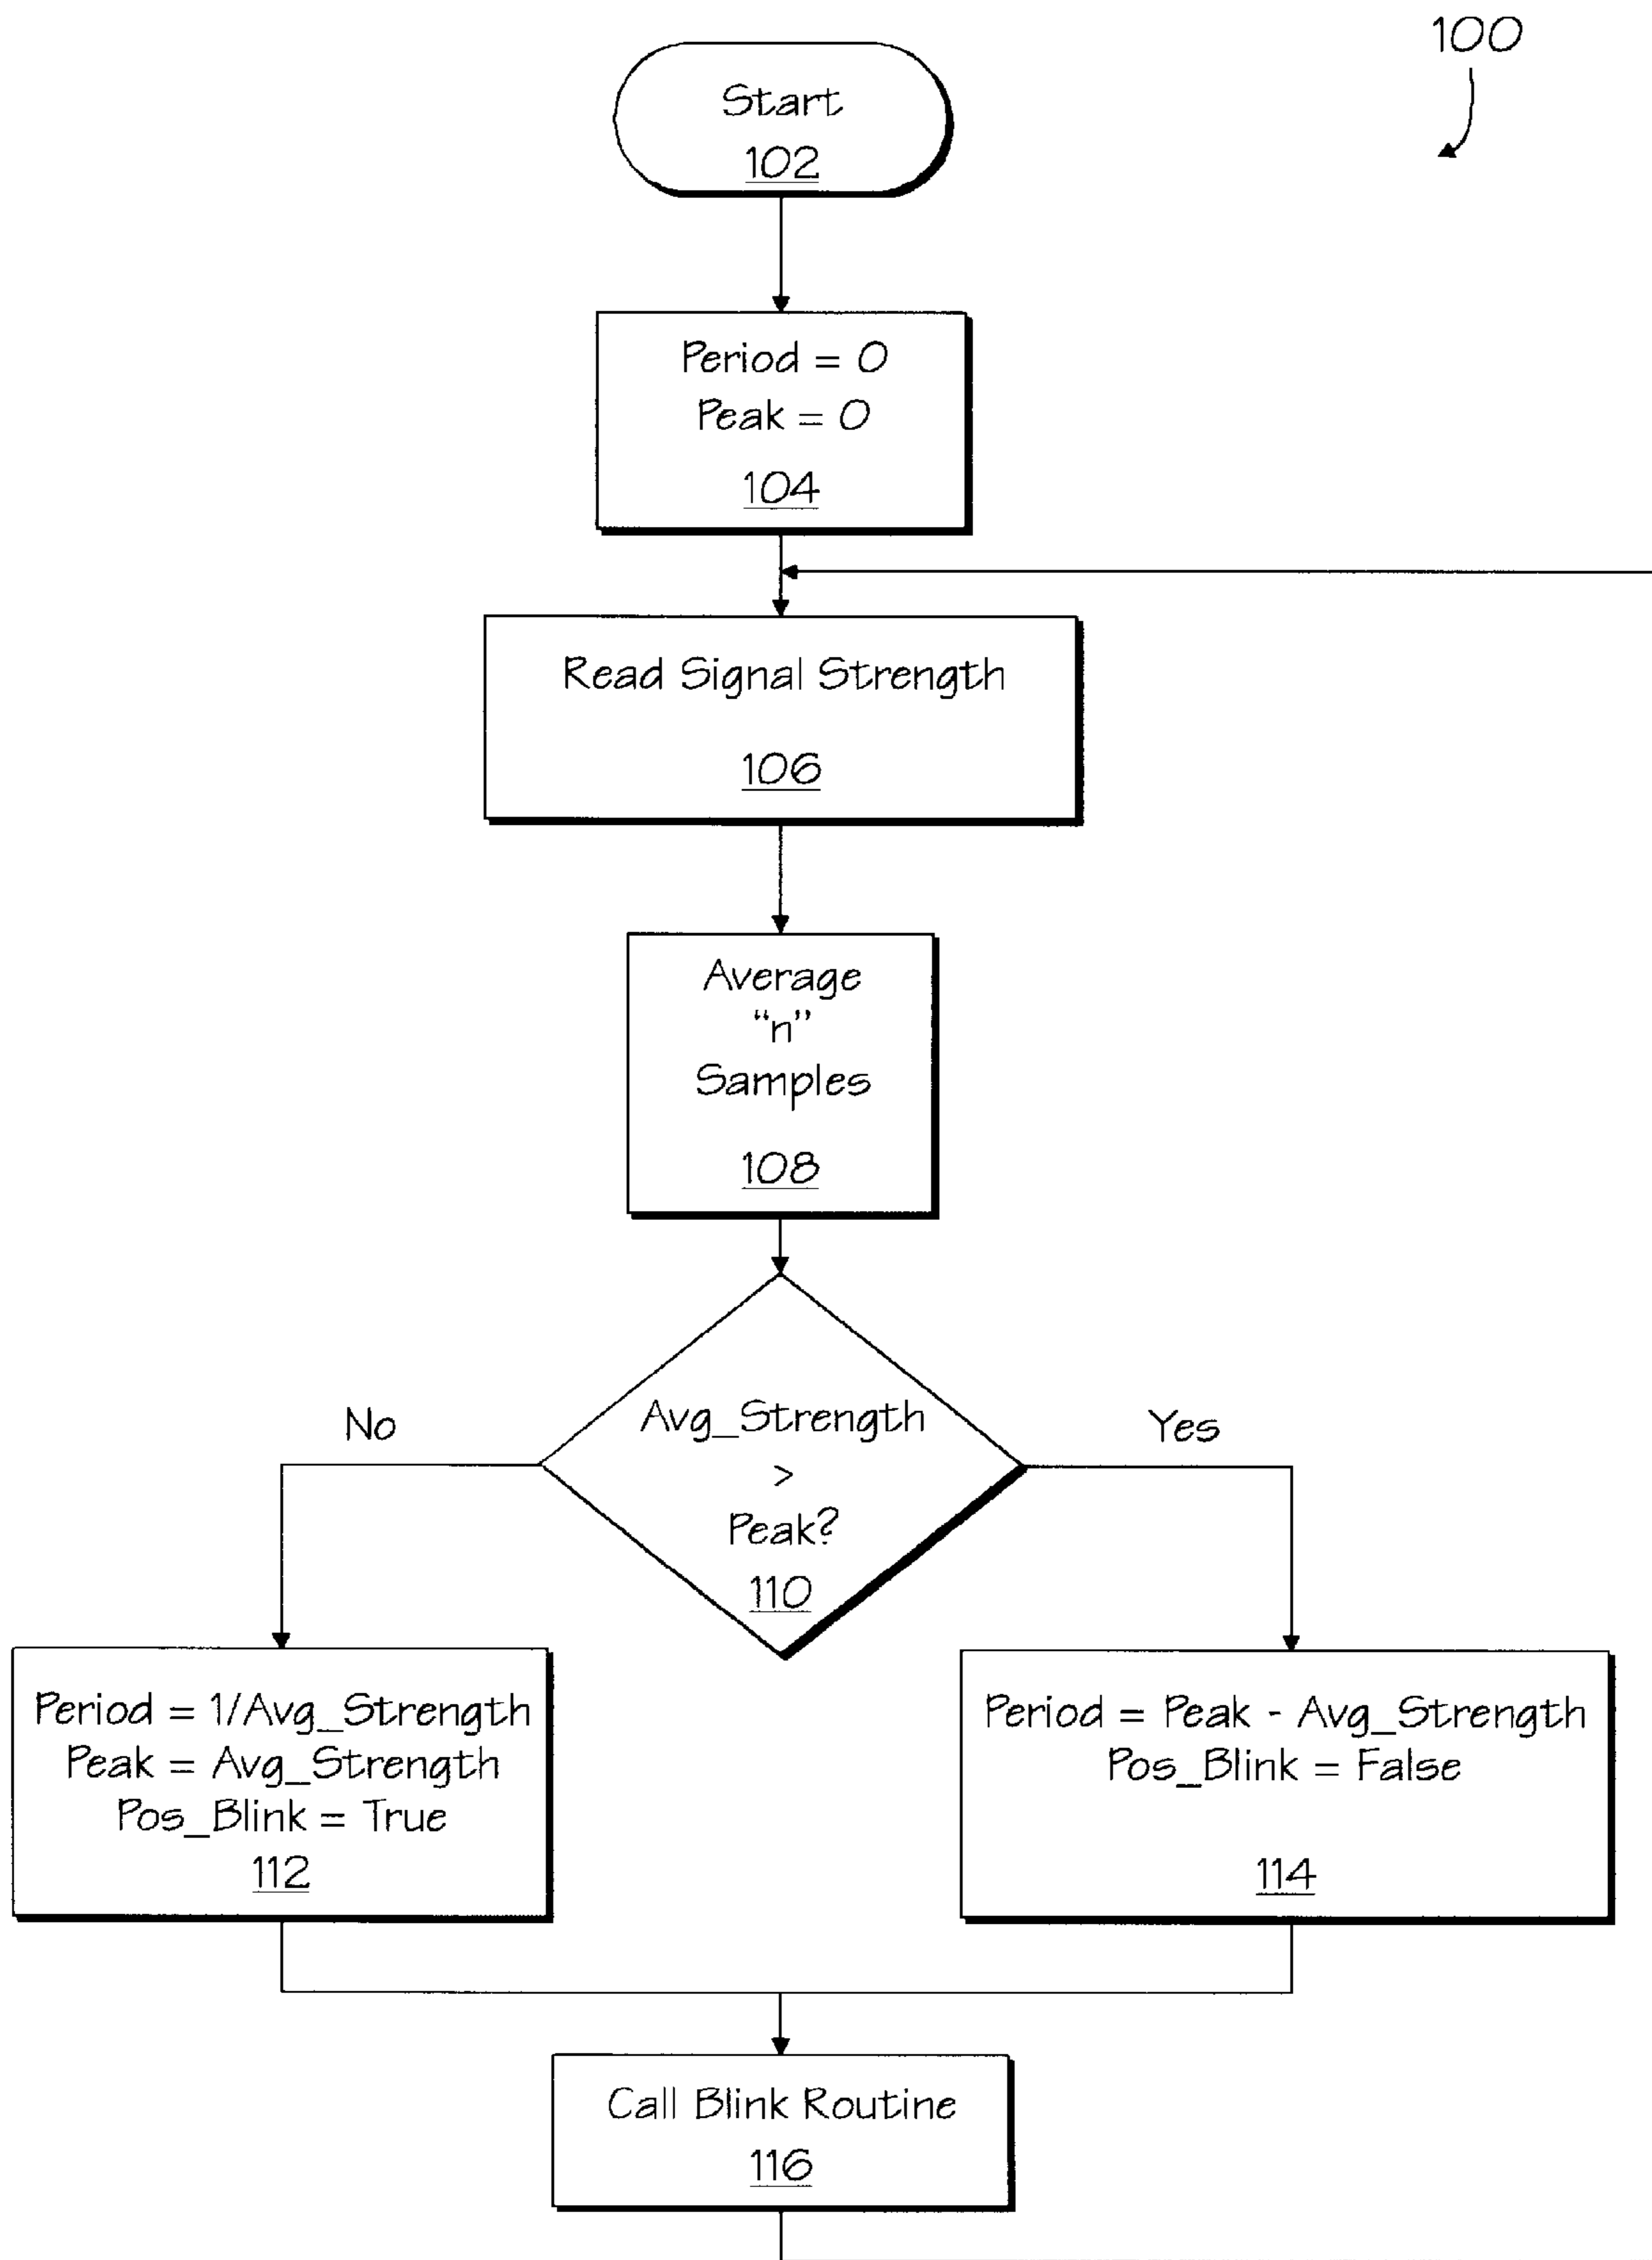 100
Start
102
Period = 0
Peak = 0
104
Read Signal Strength
106
Average
“n”
Samples
108
Avg_Strength
>
Peak?
110
No
Yes
Period = 1/Avg_Strength
Peak = Avg_Strength
Pos_Blink = True
112
Period = Peak - Avg_Strength
Pos_Blink = False
114
Call Blink Routine
116